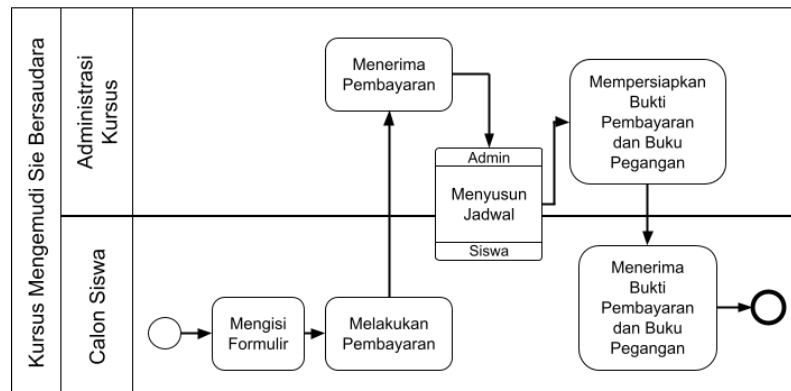 Kursus Mengemudi Sie Bersaudara
Administrasi
Kursus
Calon Siswa
Menerima
Pembayaran
Admin
Menyusun
Jadwal
Siswa
Mempersiapkan
Bukti
Pembayaran
dan Buku
Pegangan
Mengisi
Formulir
Melakukan
Pembayaran
Menerima
Bukti
Pembayaran
dan Buku
Pegangan